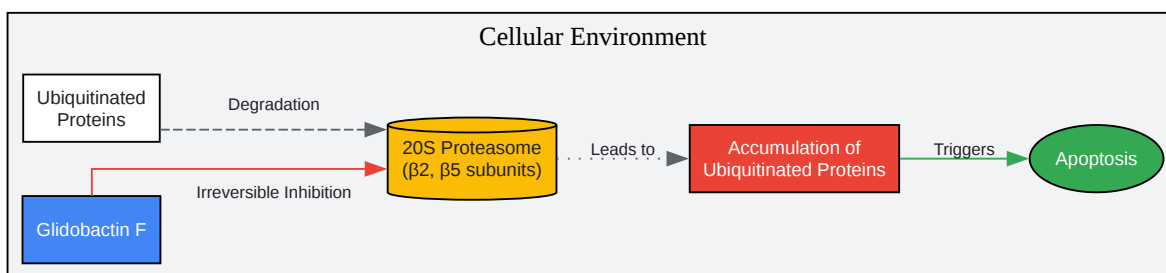 Cellular Environment
Ubiquitinated
Proteins
Degradation
20S Proteasome
(β2, β5 subunits)
Leads to
Accumulation of
Ubiquitinated Proteins
Triggers
Apoptosis
Irreversible Inhibition
Glidobactin F